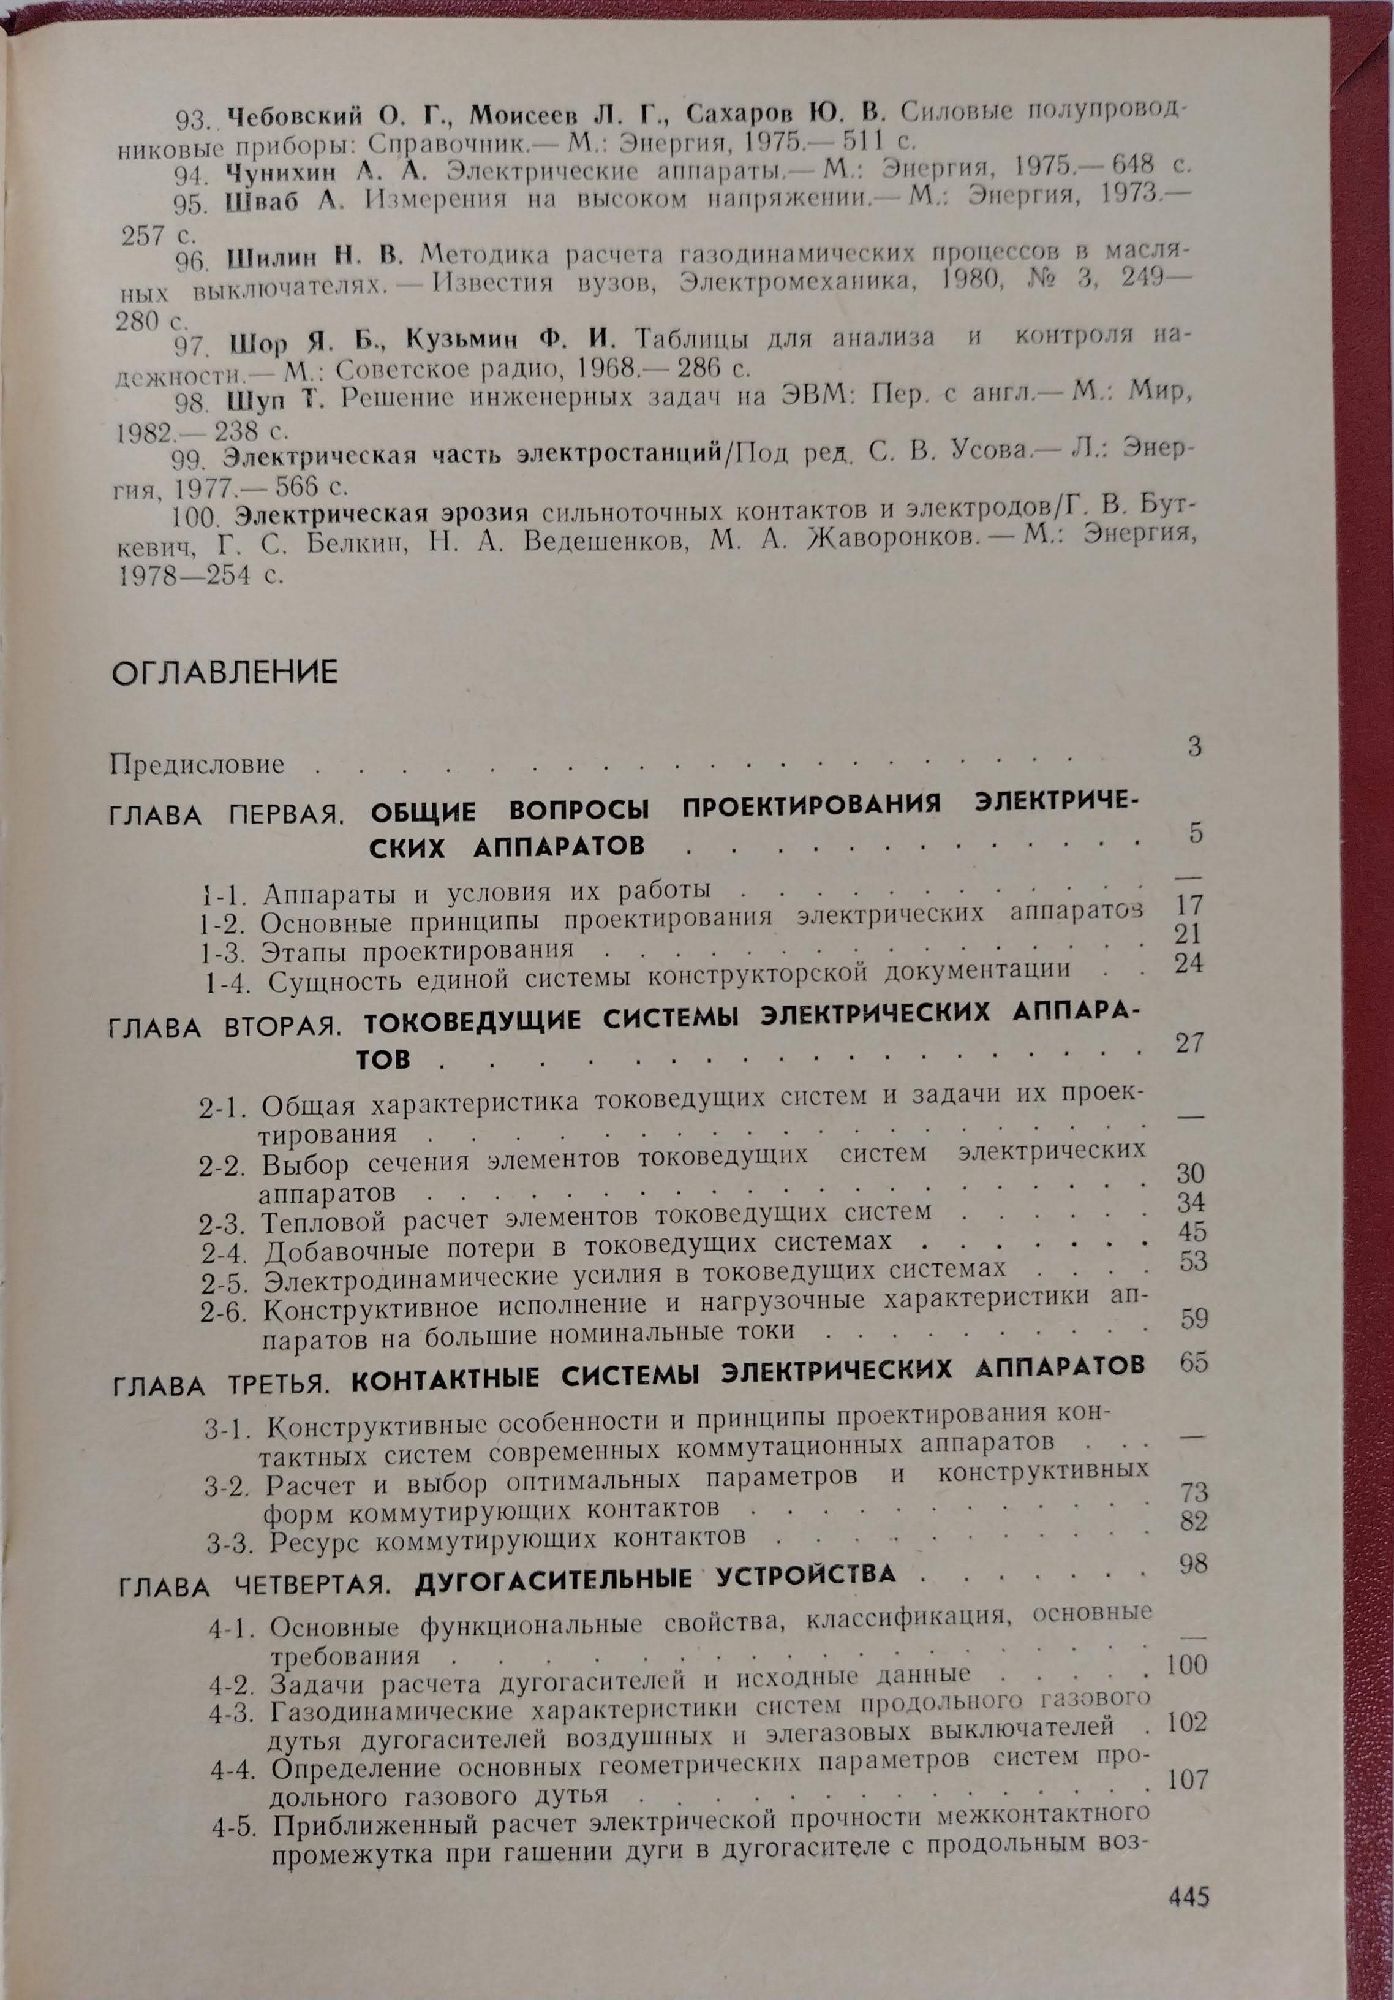 93. Чебовский О. Г., Моисеев Л. Г., Сахаров Ю. В. Силовые полупровод-
никовые приборы: Справочник.— М.: Энергия, 1975.— 511 с.
94. Чунихин А. А. Электрические аппараты.— М.: Энергия, 1975.— 648 с.
95. Шваб А. Измерения на высоком напряжении.— М.: Энергия, 1973.—
257 с.
96. Шилин Н. В. Методика расчета газодинамических процессов в масля-
ных выключателях. — Известия вузов, Электромеханика, 1980, № 3, 249—
280 с.
97. Шор Я. Б., Кузьмин Ф. И. Таблицы для анализа и контроля на-
дежности.— М.: Советское радио, 1968.— 286 с.
98. Шуп Т. Решение инженерных задач на ЭВМ: Пер. с англ.— М.: Мир,
1982.— 238 с.
99. Электрическая часть электростанций/Под ред. С. В. Усова.— Л.: Энер-
гия, 1977.— 566 с.
100. Электрическая эрозия сильноточных контактов и электродов/Г. В. Бут-
кевич, Г. С. Белкин, Н. А. Ведешенков, М. А. Жаворонков. — М.: Энергия,
1978—254 с.
ОГЛАВЛЕНИЕ
Предисловие . . . . . . . . . . . . . . . . . . . 3
ГЛАВА ПЕРВАЯ. ОБЩИЕ ВОПРОСЫ ПРОЕКТИРОВАНИЯ ЭЛЕКТРИЧЕ-
СКИХ АППАРАТОВ . . . . . . . . . . . . 5
1-1. Аппараты и условия их работы . . . . . . . . . . . —
1-2. Основные принципы проектирования электрических аппаратов 17
1-3. Этапы проектирования . . . . . . . . . . . . . . 21
1-4. Сущность единой системы конструкторской документации . . 24
ГЛАВА ВТОРАЯ. ТОКОВЕДУЩИЕ СИСТЕМЫ ЭЛЕКТРИЧЕСКИХ АППАРА-
ТОВ . . . . . . . . . . . . . . . . . . 27
2-1. Общая характеристика токоведущих систем и задачи их проек-
тирования . . . . . . . . . . . . . . . . . —
2-2. Выбор сечения элементов токоведущих систем электрических
аппаратов . . . . . . . . . . . . . . . . . 30
2-3. Тепловой расчет элементов токоведущих систем . . . . . . 34
2-4. Добавочные потери в токоведущих системах . . . . . . . 45
2-5. Электродинамические усилия в токоведущих системах . . . . 53
2-6. Конструктивное исполнение и нагрузочные характеристики ап-
паратов на большие номинальные токи . . . . . . . . . 59
ГЛАВА ТРЕТЬЯ. КОНТАКТНЫЕ СИСТЕМЫ ЭЛЕКТРИЧЕСКИХ АППАРАТОВ 65
3-1. Конструктивные особенности и принципы проектирования кон-
тактных систем современных коммутационных аппаратов . . . —
3-2. Расчет и выбор оптимальных параметров и конструктивных
форм коммутирующих контактов . . . . . . . . . . . 73
3-3. Ресурс коммутирующих контактов . . . . . . . . . . 82
ГЛАВА ЧЕТВЕРТАЯ. ДУГОГАСИТЕЛЬНЫЕ УСТРОЙСТВА . . . . . . . 98
4-1. Основные функциональные свойства, классификация, основные
требования . . . . . . . . . . . . . . . . . —
4-2. Задачи расчета дугогасителей и исходные данные . . . . . 100
4-3. Газодинамические характеристики систем продольного газового
дутья дугогасителей воздушных и элегазовых выключателей . 102
4-4. Определение основных геометрических параметров систем про-
дольного газового дутья . . . . . . . . . . . . . 107
4-5. Приближенный расчет электрической прочности межконтактного
промежутка при гашении дуги в дугогасителе с продольным воз-
445